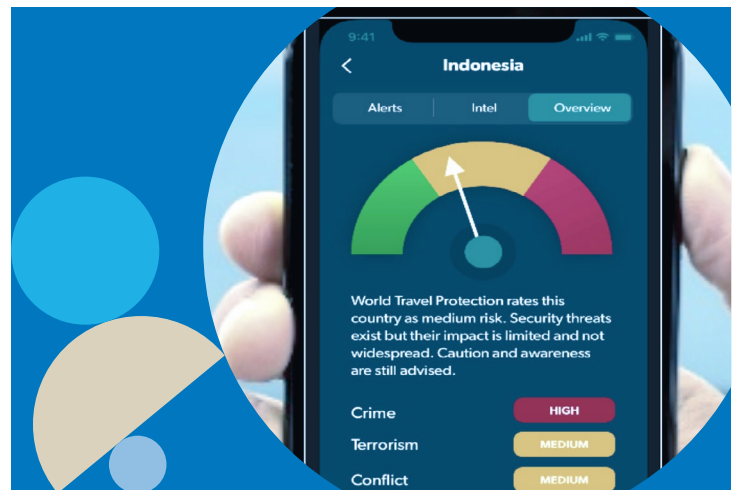 9:41
Indonesia
Alerts
Intel
Overview
World Travel Protection rates this
country as medium risk. Security threats
exist but their impact is limited and not
widespread. Caution and awareness
are still advised.
Crime
HIGH
Terrorism
MEDIUM
Conflict
MEDIUM